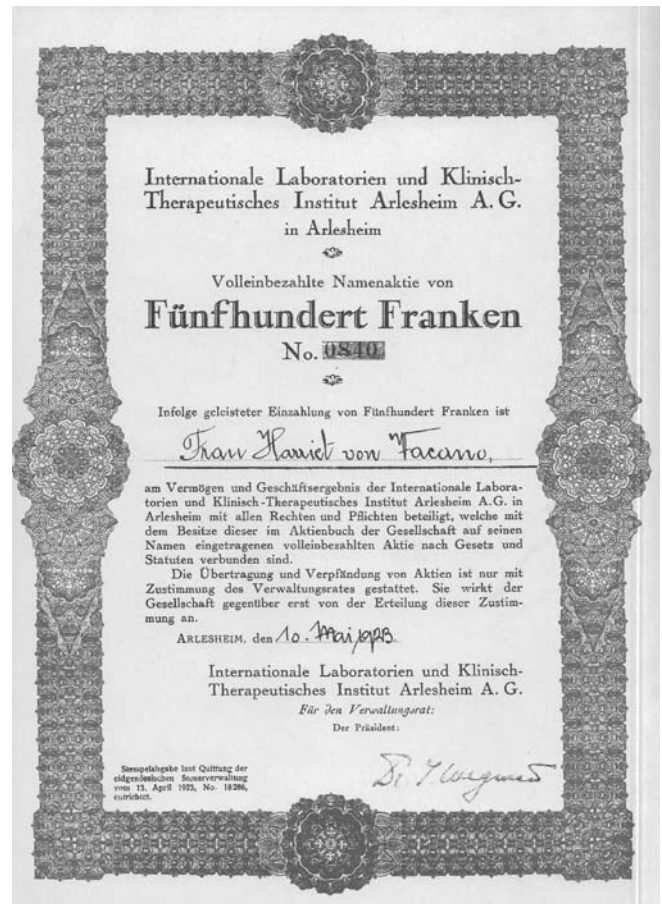 Internationale Laboratorien und Klinisch-
Therapeutisches Institut Arlesheim A. G.
in Arlesheim
Volleinbezahlte Namenaktie von
Fünfhundert Franken
No. 0840
Infolge geleisteter Einzahlung von Fünfhundert Franken ist
Frau Harriet von Vacano,
am Vermögen und Geschäftsergebnis der Internationale Labora-
torien und Klinisch-Therapeutisches Institut Arlesheim A.G. in
Arlesheim mit allen Rechten und Pflichten beteiligt, welche mit
dem Besitze dieser im Aktienbuch der Gesellschaft auf seinen
Namen eingetragenen volleinbezahlten Aktie nach Gesetz und
Statuten verbunden sind.
Die Übertragung und Verpfändung von Aktien ist nur mit
Zustimmung des Verwaltungsrates gestattet. Sie wirkt der
Gesellschaft gegenüber erst von der Erteilung dieser Zustim-
mung an.
ARLESHEIM, den 10. Mai 1923.
Internationale Laboratorien und Klinisch-
Therapeutisches Institut Arlesheim A. G.
Für den Verwaltungsrat:
Der Präsident:
Dr I Wegman
Stempelabgabe laut Quittung der
eidgenössischen Steuerverwaltung
vom 13. April 1923, No. 18286,
entrichtet.